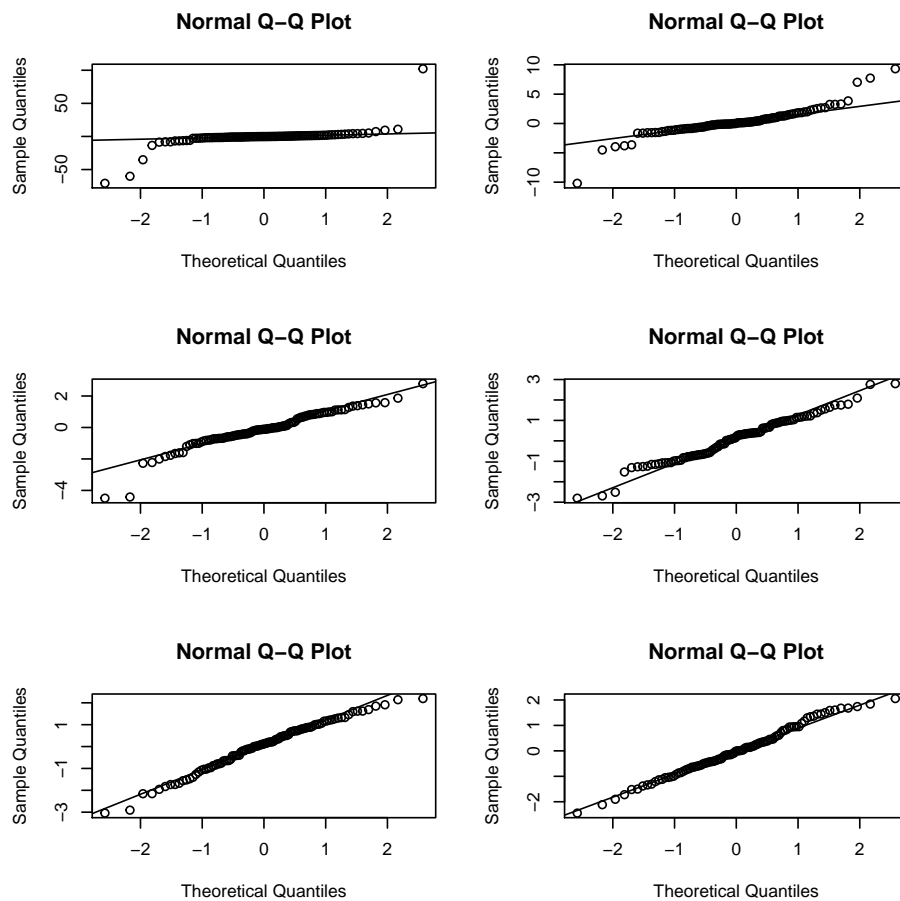 Normal Q−Q Plot
Sample Quantiles
−50
50
−2 −1 0 1 2
Theoretical Quantiles
Normal Q−Q Plot
Sample Quantiles
−10
0
5
10
−2 −1 0 1 2
Theoretical Quantiles
Normal Q−Q Plot
Sample Quantiles
−4
0
2
−2 −1 0 1 2
Theoretical Quantiles
Normal Q−Q Plot
Sample Quantiles
−3
−1
1
3
−2 −1 0 1 2
Theoretical Quantiles
Normal Q−Q Plot
Sample Quantiles
−3
−1
1
−2 −1 0 1 2
Theoretical Quantiles
Normal Q−Q Plot
Sample Quantiles
−2
0
1
2
−2 −1 0 1 2
Theoretical Quantiles